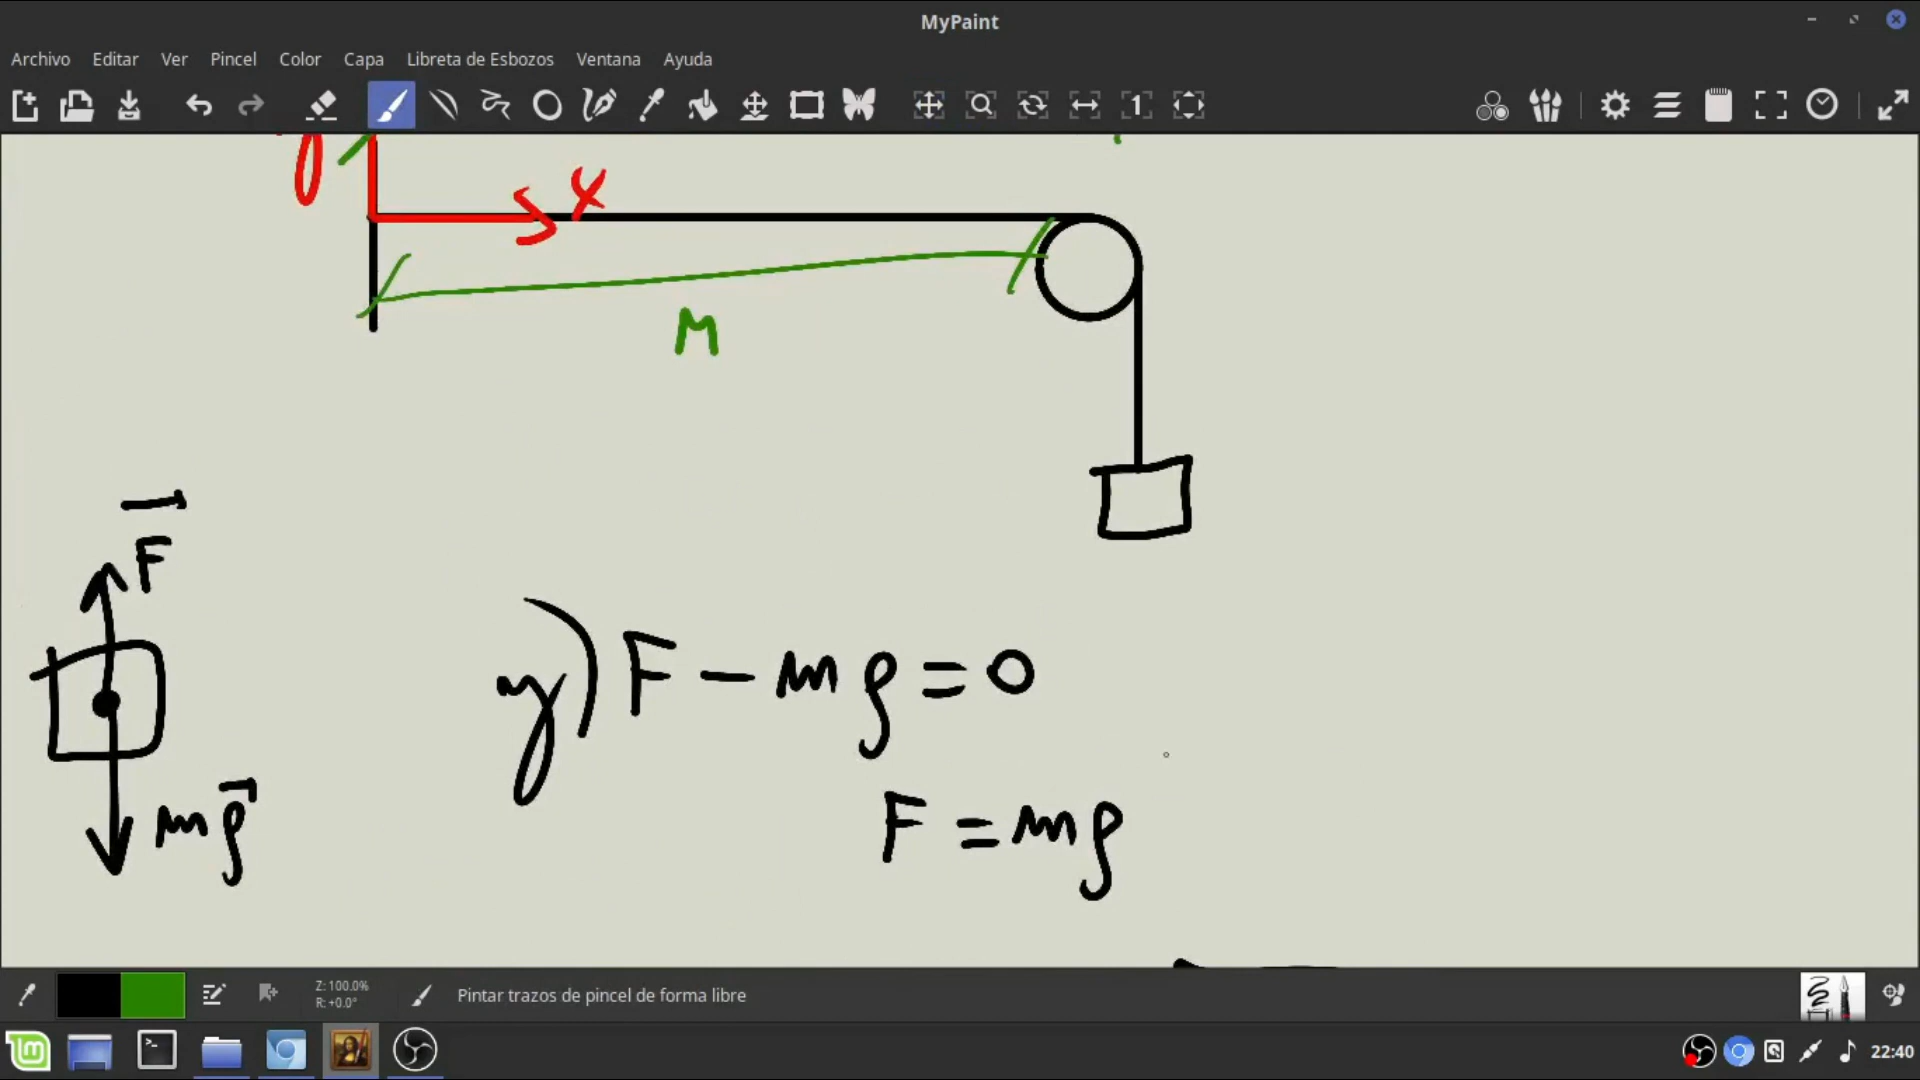 MyPaint
Archivo Editar Ver Pincel Color Capa Libreta de Esbozos Ventana Ayuda
1
y
x
M
F
y) F - mg = 0
mg
F = mg
Z: 100.0%
R: +0.0°
Pintar trazos de pincel de forma libre
22:40